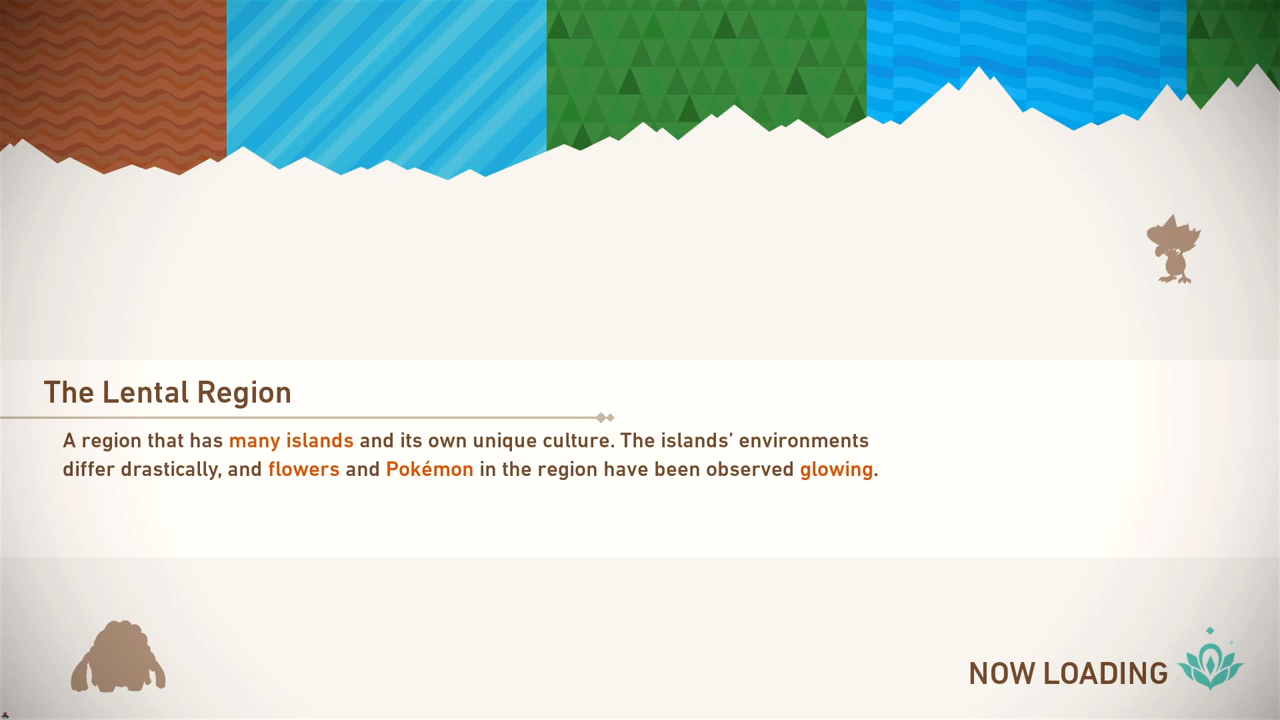 The Lental Region
A region that has many islands and its own unique culture. The islands’ environments
differ drastically, and flowers and Pokémon in the region have been observed glowing.
NOW LOADING